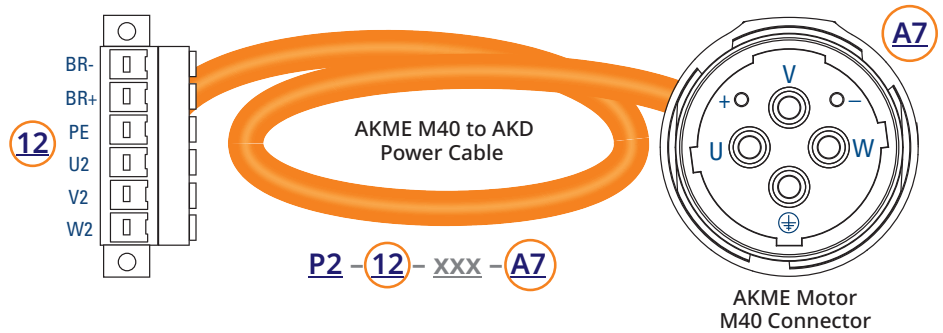 BR-
BR+
PE
U2
V2
W2
12
AKME M40 to AKD
Power Cable
P2 - 12 - xxx - A7
A7
V
+ -
U W
AKME Motor
M40 Connector